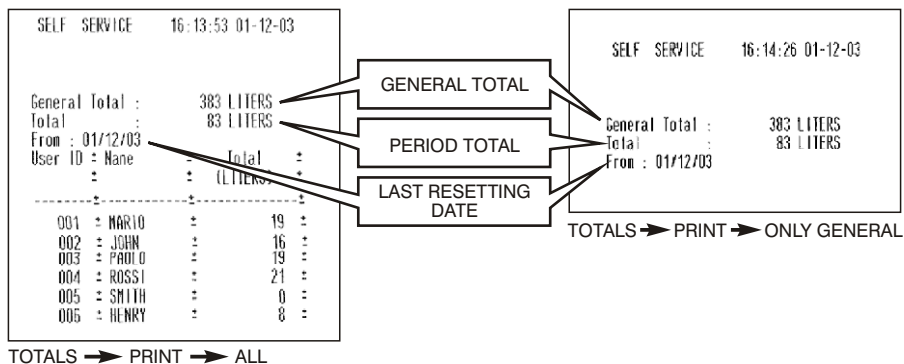 SELF SERVICE 16:13:53 01-12-03
General Total : 383 LITERS
Total : 83 LITERS
From : 01/12/03
User ID ± Name ± Total ±
± ± (LITERS) ±
------±----------±----------±
001 ± MARIO ± 19 ±
002 ± JOHN ± 16 ±
003 ± PAOLO ± 19 ±
004 ± ROSSI ± 21 ±
005 ± SMITH ± 0 ±
006 ± HENRY ± 8 ±
TOTALS → PRINT → ALL
GENERAL TOTAL
PERIOD TOTAL
LAST RESETTING
DATE
SELF SERVICE 16:14:26 01-12-03
General Total : 383 LITERS
Total : 83 LITERS
From : 01/12/03
TOTALS → PRINT → ONLY GENERAL